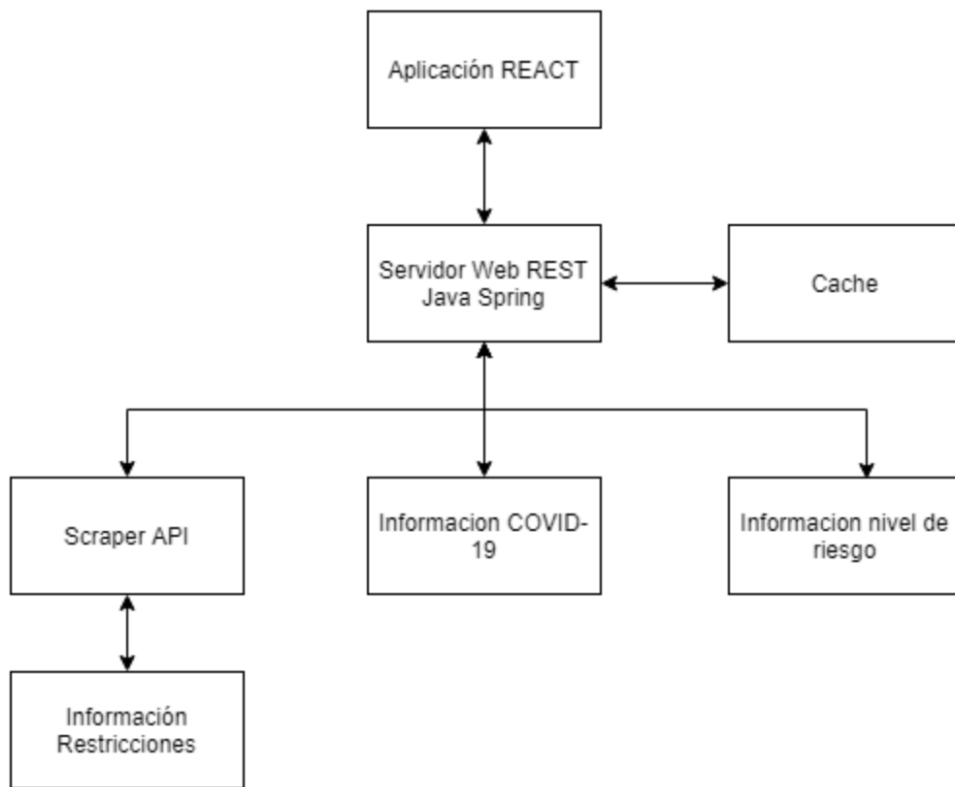 Aplicación REACT
Servidor Web REST
Java Spring
Cache
Scraper API
Informacion COVID-
19
Informacion nivel de
riesgo
Información
Restricciones